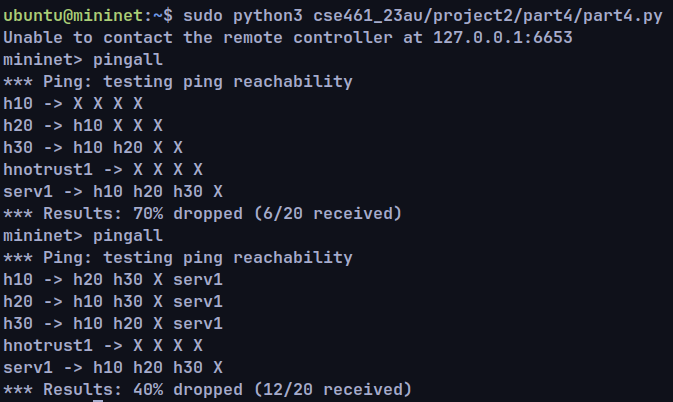 ubuntu@mininet:~$ sudo python3 cse461_23au/project2/part4/part4.py
Unable to contact the remote controller at 127.0.0.1:6653
mininet> pingall
*** Ping: testing ping reachability
h10 -> X X X X
h20 -> h10 X X X
h30 -> h10 h20 X X
hnotrust1 -> X X X X
serv1 -> h10 h20 h30 X
*** Results: 70% dropped (6/20 received)
mininet> pingall
*** Ping: testing ping reachability
h10 -> h20 h30 X serv1
h20 -> h10 h30 X serv1
h30 -> h10 h20 X serv1
hnotrust1 -> X X X X
serv1 -> h10 h20 h30 X
*** Results: 40% dropped (12/20 received)